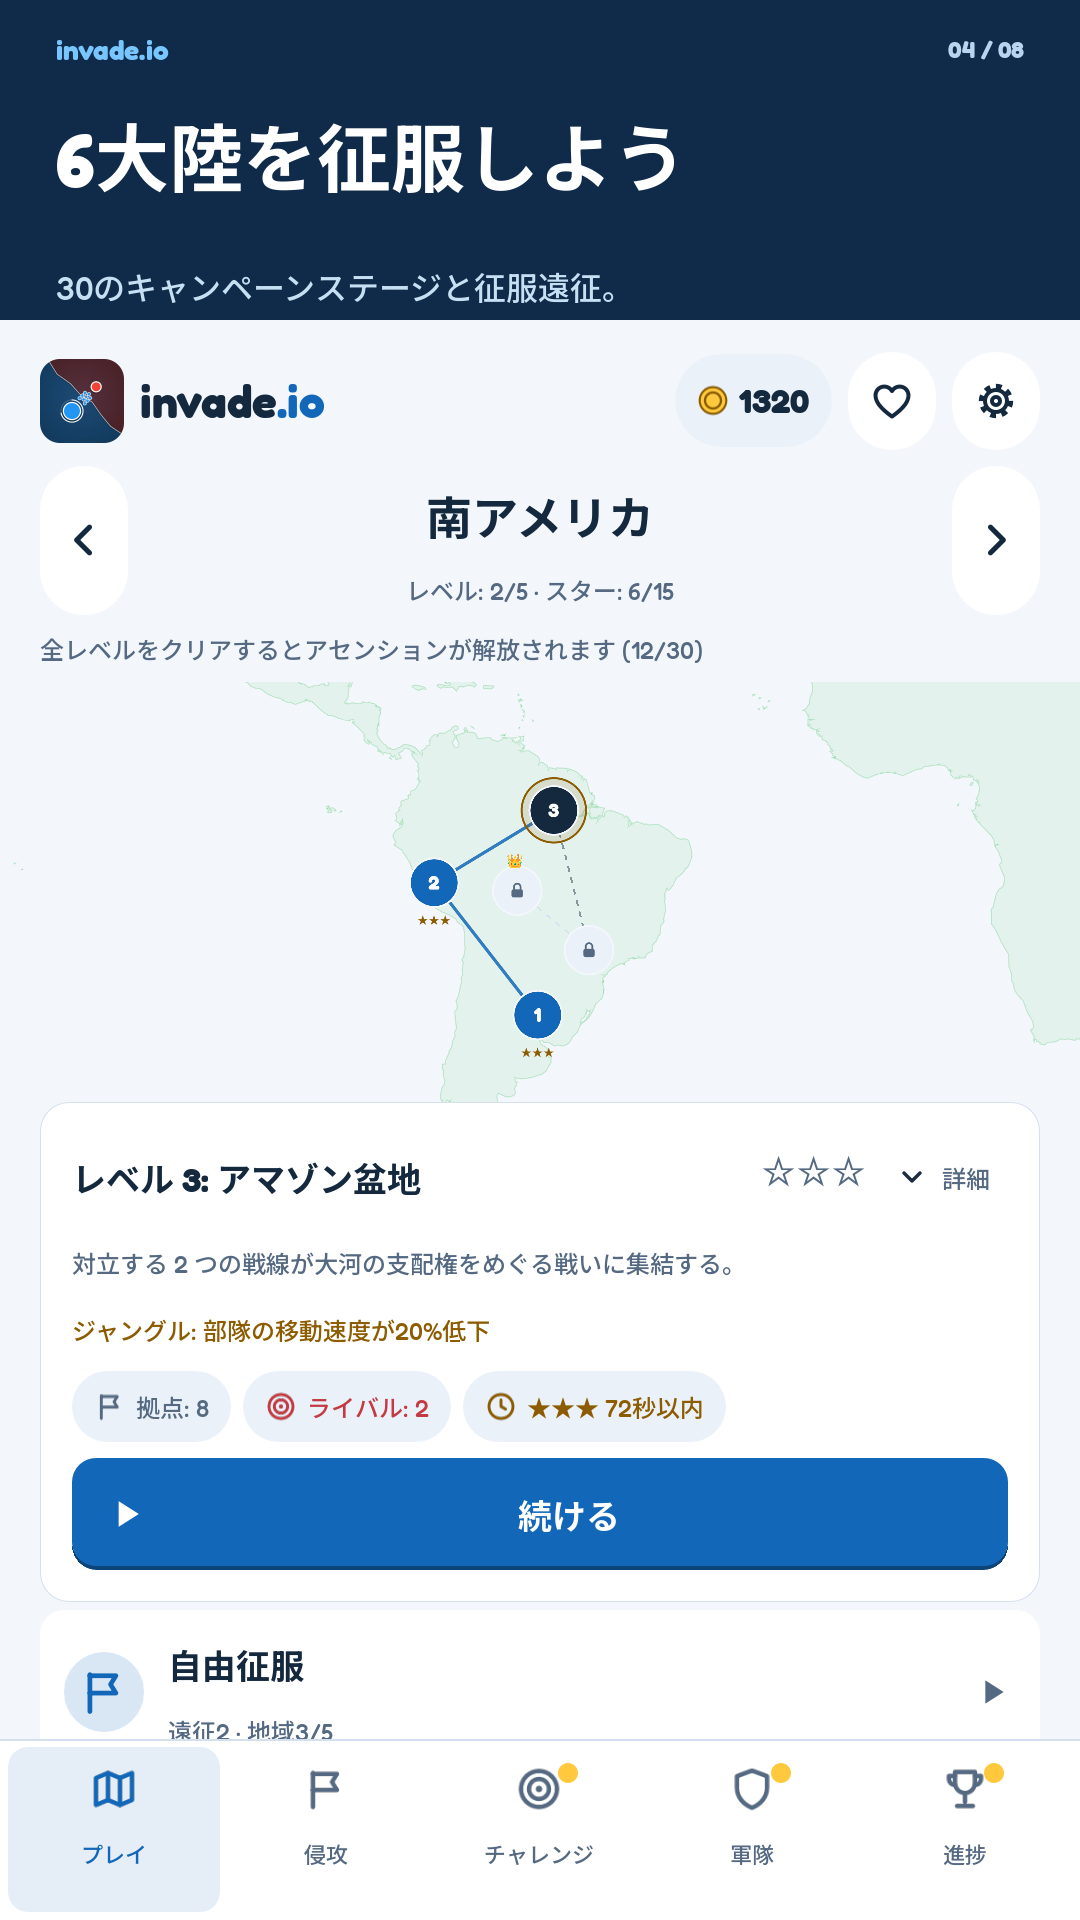 invade.io
04 / 08
6大陸を征服しよう
30のキャンペーンステージと征服遠征。
invade.io
1320
南アメリカ
レベル: 2/5 · スター: 6/15
全レベルをクリアするとアセンションが解放されます (12/30)
3
2
★★★
1
★★★
レベル 3: アマゾン盆地
☆☆☆
詳細
対立する 2 つの戦線が大河の支配権をめぐる戦いに集結する。
ジャングル: 部隊の移動速度が20%低下
拠点: 8
ライバル: 2
★★★ 72秒以内
続ける
自由征服
遠征2 · 地域3/5
プレイ
侵攻
チャレンジ
軍隊
進捗